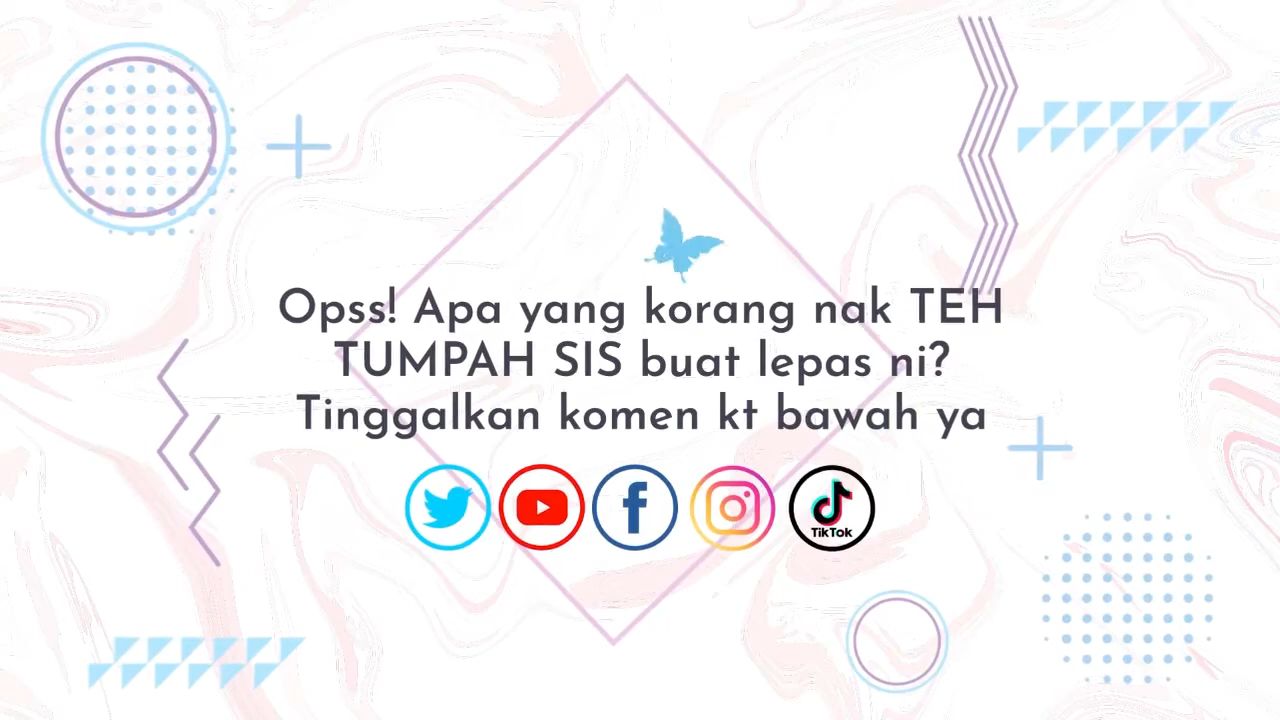 Opss! Apa yang korang nak TEH
TUMPAH SIS buat lepas ni?
Tinggalkan komen kt bawah ya
TikTok